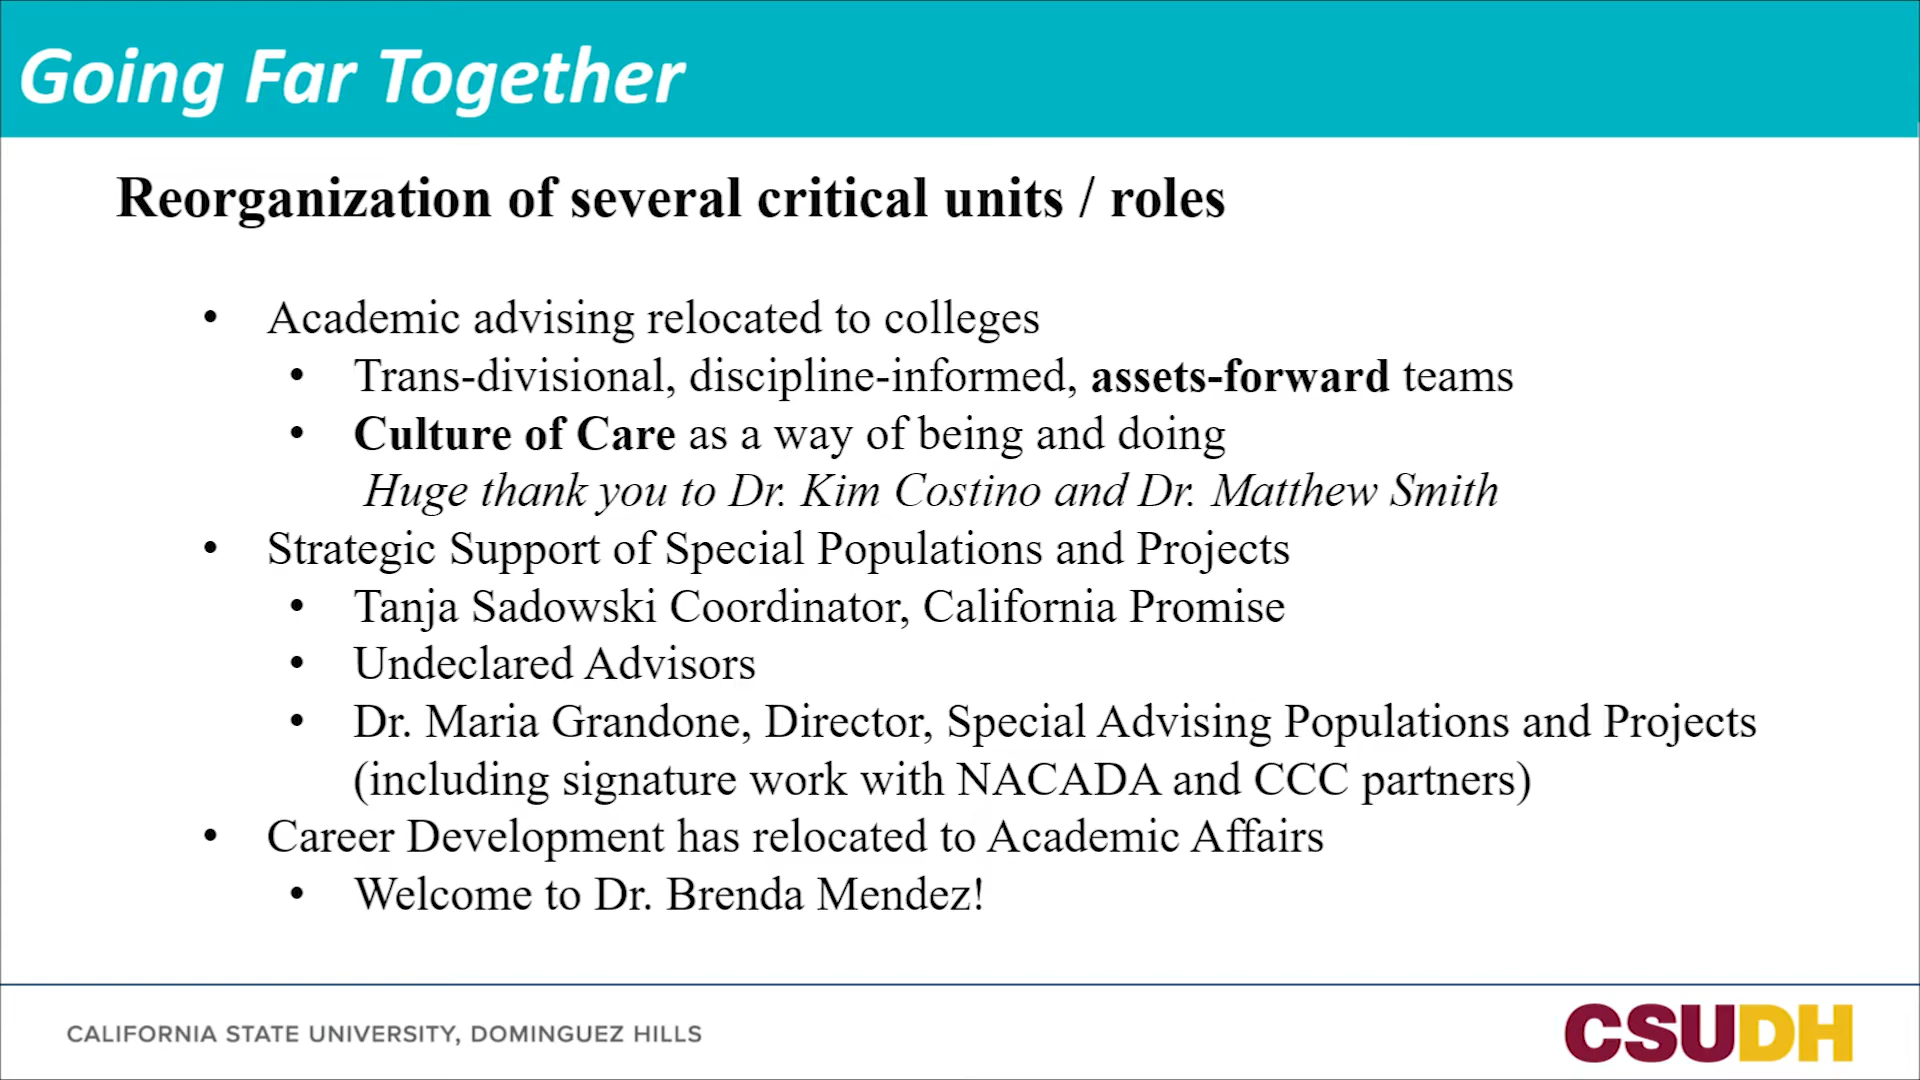 Going Far Together
Reorganization of several critical units / roles
• Academic advising relocated to colleges
• Trans-divisional, discipline-informed, assets-forward teams
• Culture of Care as a way of being and doing
Huge thank you to Dr. Kim Costino and Dr. Matthew Smith
• Strategic Support of Special Populations and Projects
• Tanja Sadowski Coordinator, California Promise
• Undeclared Advisors
• Dr. Maria Grandone, Director, Special Advising Populations and Projects
(including signature work with NACADA and CCC partners)
• Career Development has relocated to Academic Affairs
• Welcome to Dr. Brenda Mendez!
CALIFORNIA STATE UNIVERSITY, DOMINGUEZ HILLS
CSUDH